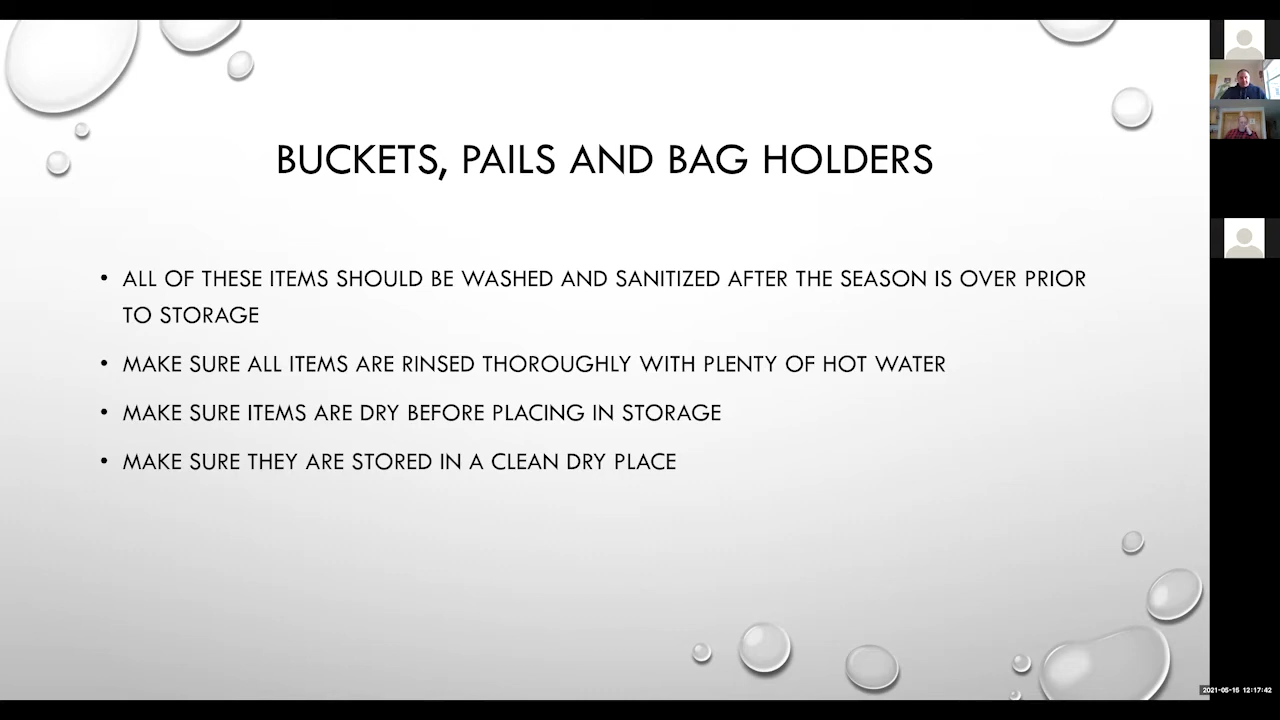 BUCKETS, PAILS AND BAG HOLDERS
• ALL OF THESE ITEMS SHOULD BE WASHED AND SANITIZED AFTER THE SEASON IS OVER PRIOR
TO STORAGE
• MAKE SURE ALL ITEMS ARE RINSED THOROUGHLY WITH PLENTY OF HOT WATER
• MAKE SURE ITEMS ARE DRY BEFORE PLACING IN STORAGE
• MAKE SURE THEY ARE STORED IN A CLEAN DRY PLACE
2021-05-15 12:17:42